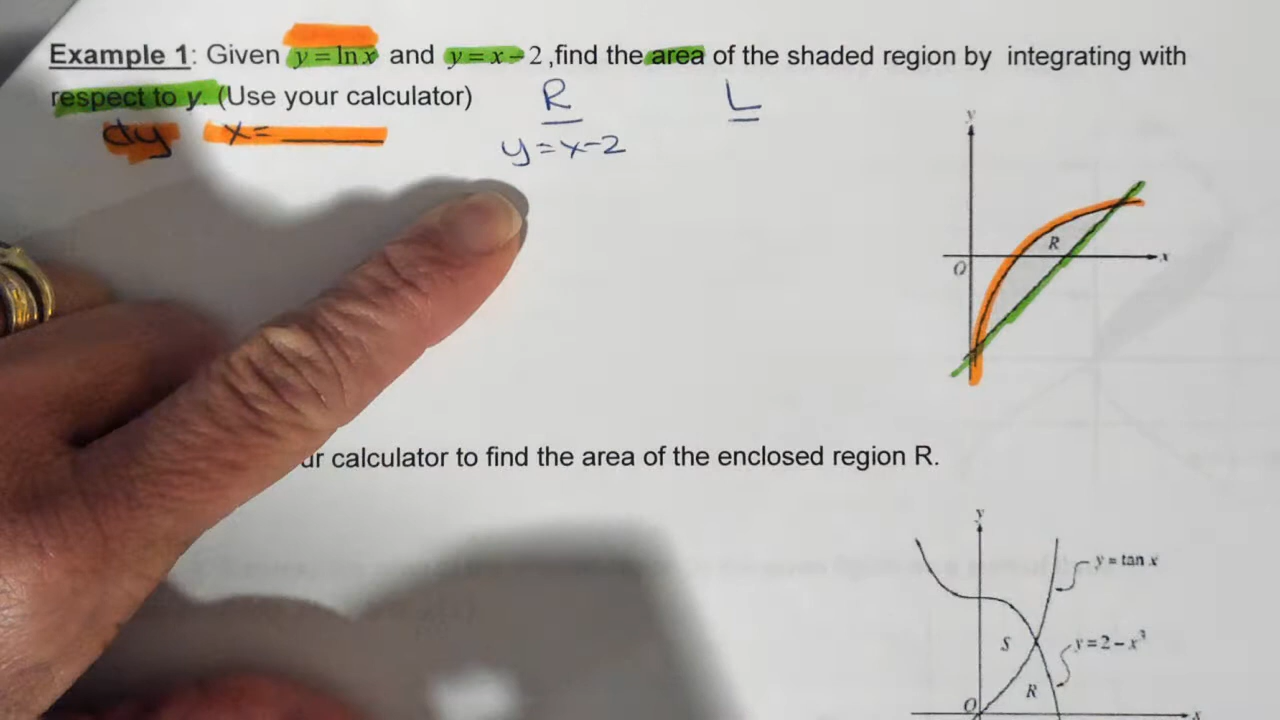 Example 1: Given y = ln x and y = x – 2 ,find the area of the shaded region by integrating with
respect to y. (Use your calculator)
R L
dy x= ______
y=x-2
y
R
O x
ur calculator to find the area of the enclosed region R.
y
y = tan x
S y = 2 – x³
R
O x